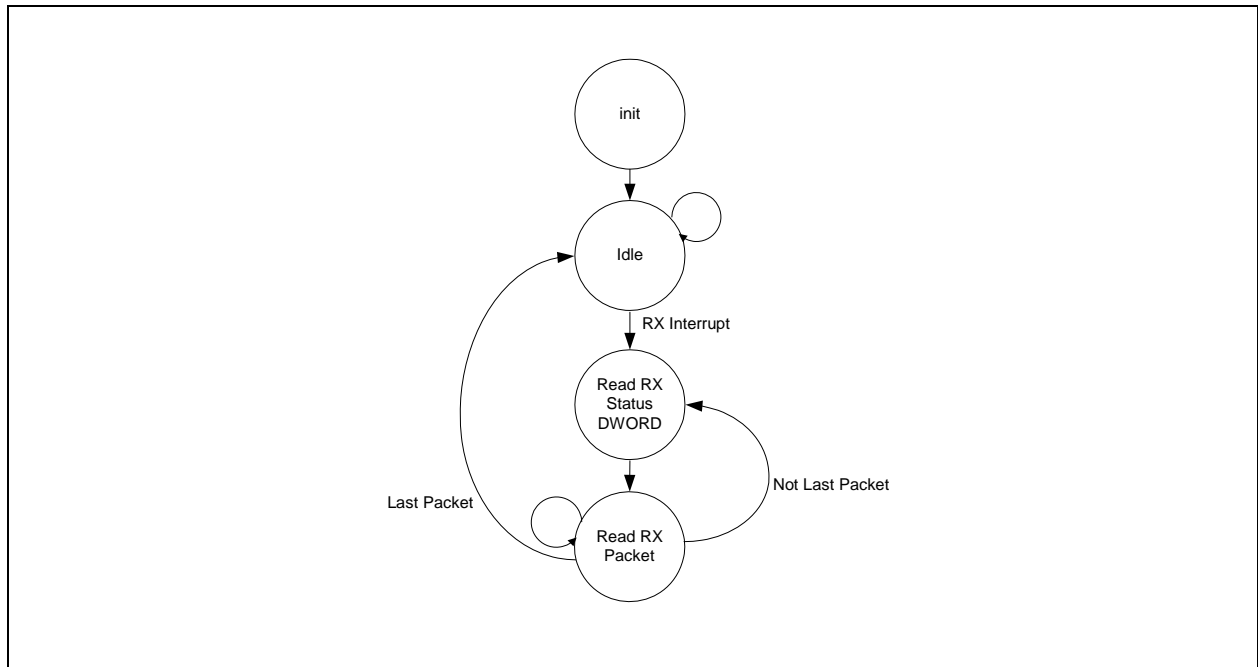 init
Idle
RX Interrupt
Read RX
Status
DWORD
Not Last Packet
Last Packet
Read RX
Packet